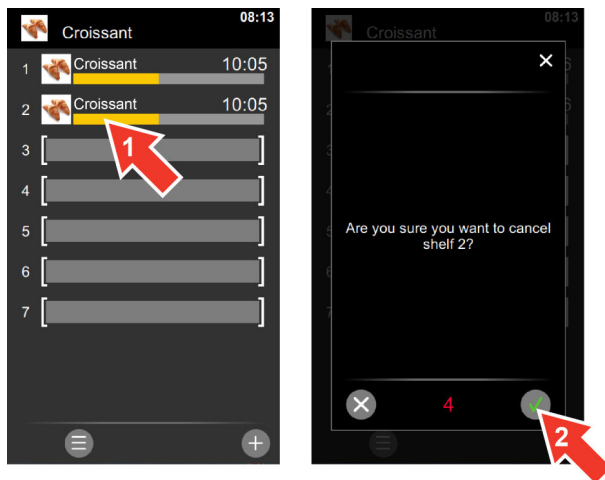 08:13
Croissant
1 Croissant 10:05
2 Croissant 10:05
1
3 [ ]
4 [ ]
5 [ ]
6 [ ]
7 [ ]
08:13
Croissant
Are you sure you want to cancel
shelf 2?
4
2